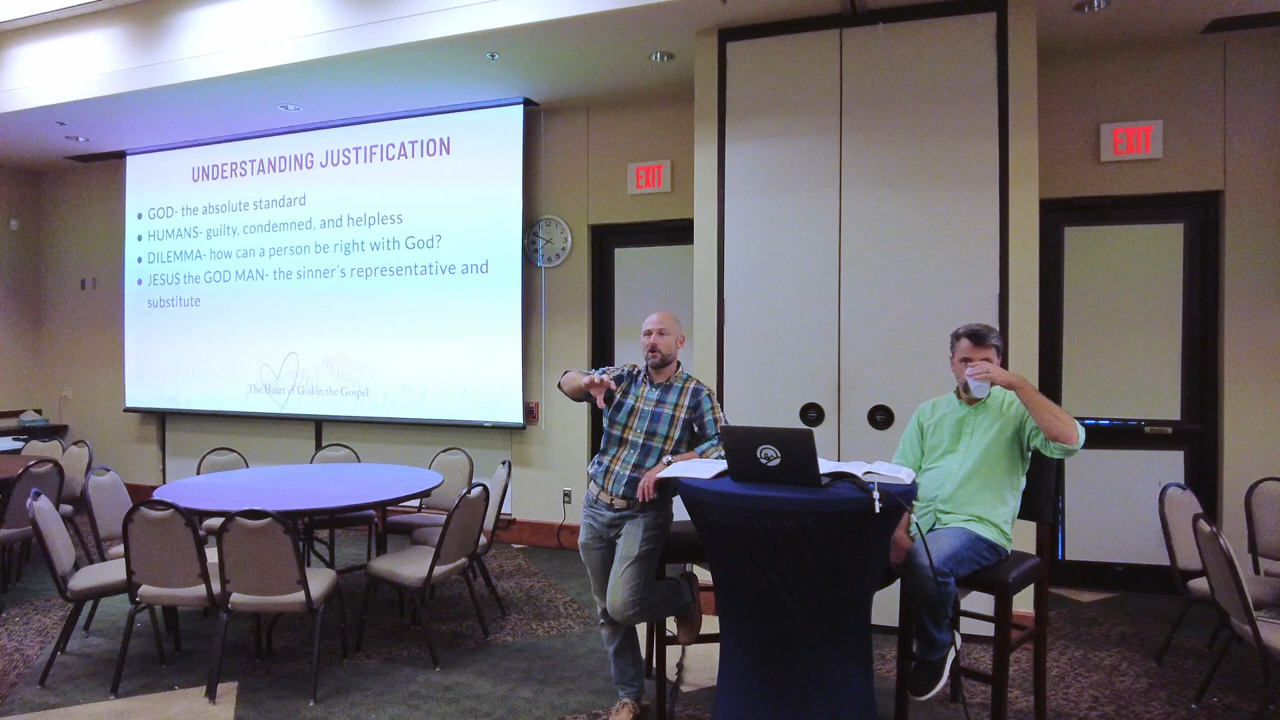 UNDERSTANDING JUSTIFICATION
EXIT
EXIT
• GOD- the absolute standard
• HUMANS- guilty, condemned, and helpless
• DILEMMA- how can a person be right with God?
• JESUS the GOD MAN- the sinner's representative and
substitute
The Heart of God in the Gospel